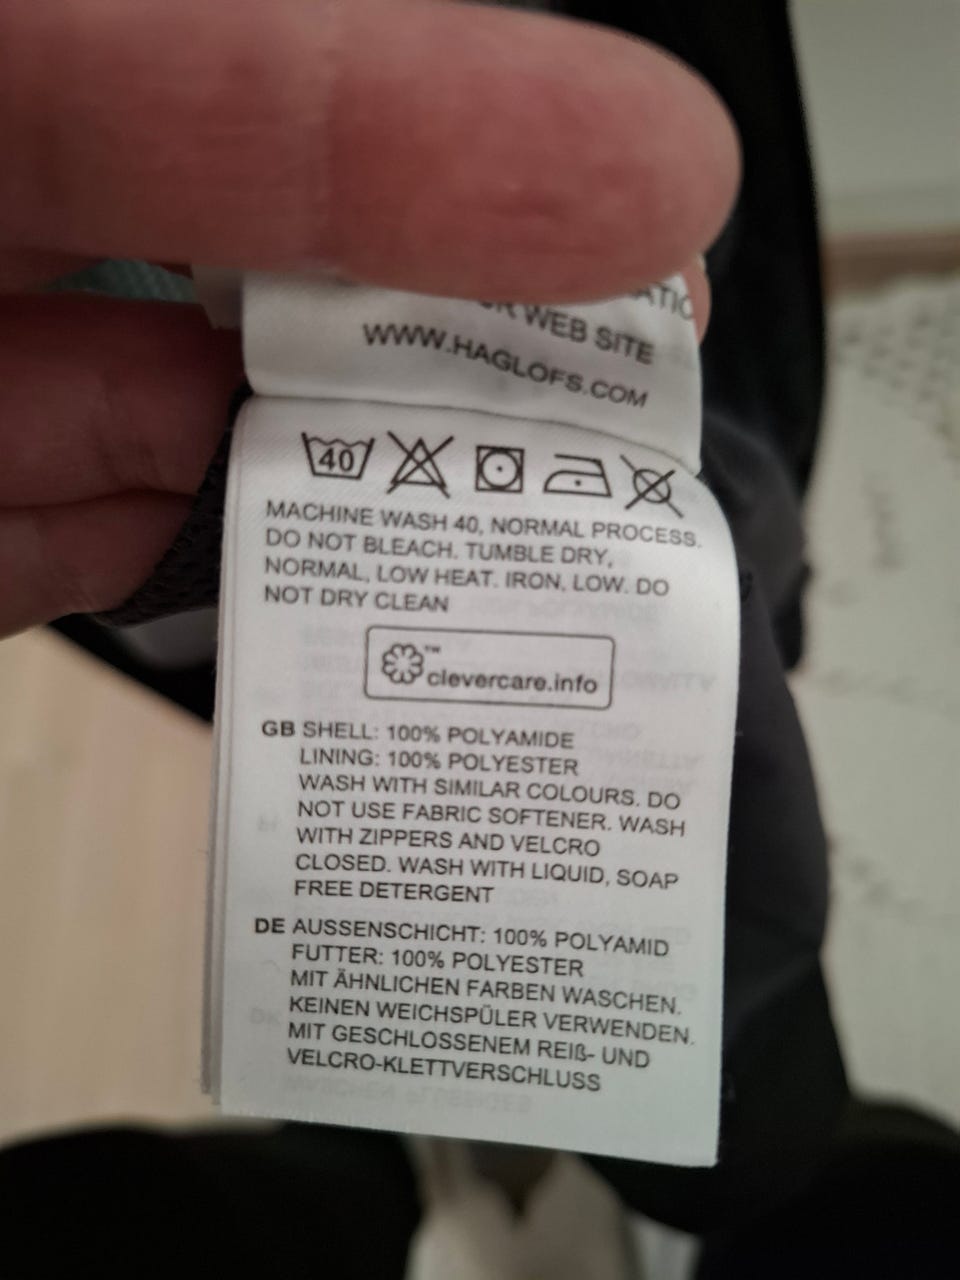 WEB SITE
WWW.HAGLOFS.COM
40
MACHINE WASH 40, NORMAL PROCESS.
DO NOT BLEACH. TUMBLE DRY,
NORMAL, LOW HEAT. IRON, LOW. DO
NOT DRY CLEAN
™
clevercare.info
GB SHELL: 100% POLYAMIDE
LINING: 100% POLYESTER
WASH WITH SIMILAR COLOURS. DO
NOT USE FABRIC SOFTENER. WASH
WITH ZIPPERS AND VELCRO
CLOSED. WASH WITH LIQUID, SOAP
FREE DETERGENT
DE AUSSENSCHICHT: 100% POLYAMID
FUTTER: 100% POLYESTER
MIT ÄHNLICHEN FARBEN WASCHEN.
KEINEN WEICHSPÜLER VERWENDEN.
MIT GESCHLOSSENEM REIß- UND
VELCRO-KLETTVERSCHLUSS